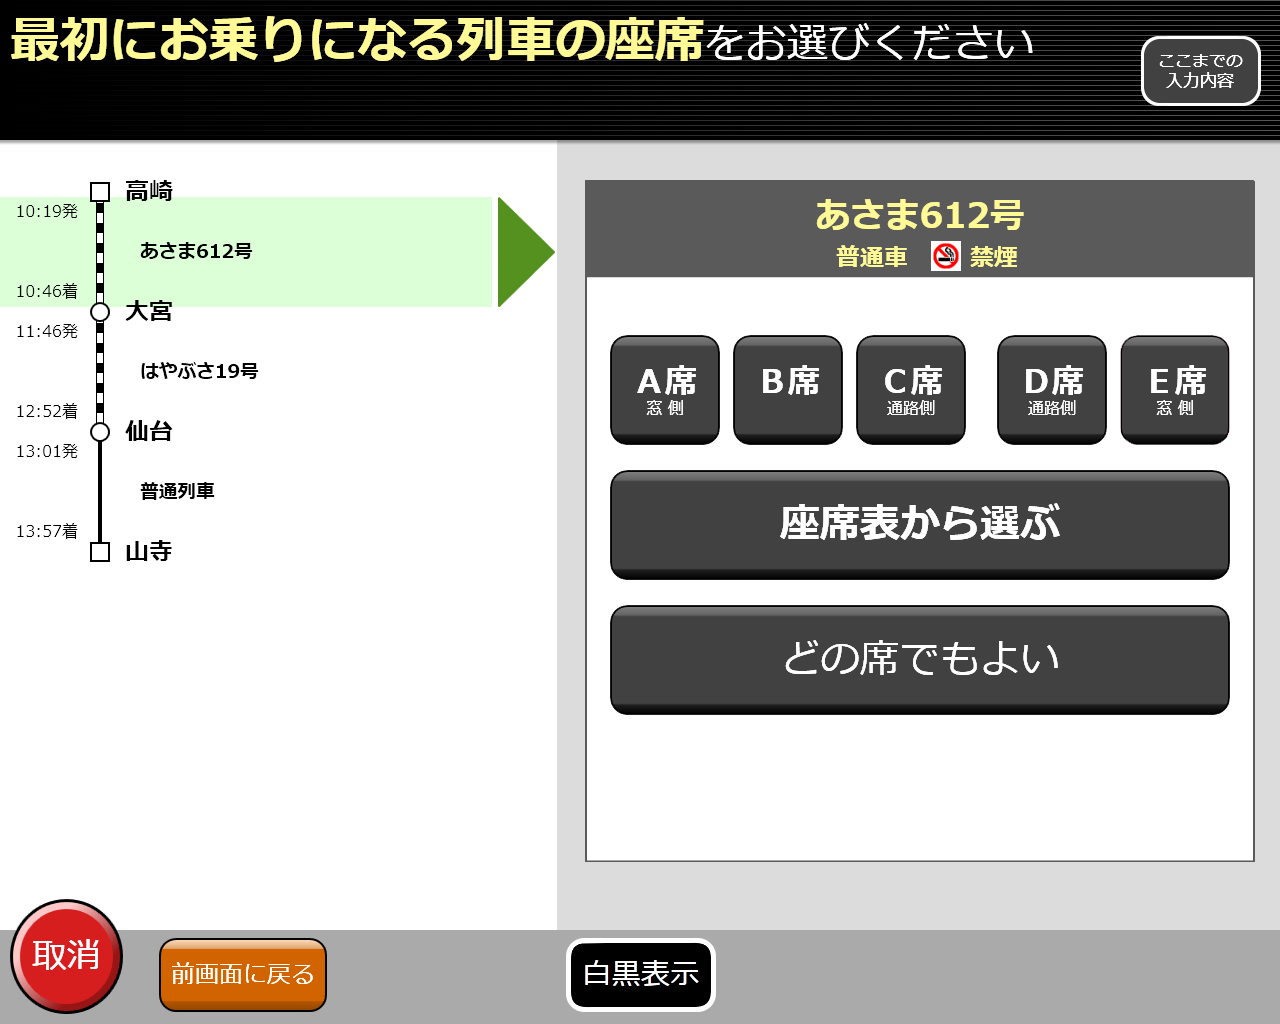 最初にお乗りになる列車の座席をお選びください
ここまでの
入力内容
高崎
10:19発
あさま612号
10:46着
大宮
11:46発
はやぶさ19号
12:52着
仙台
13:01発
普通列車
13:57着
山寺
あさま612号
普通車 禁煙
A席 B席 C席 D席 E席
窓側 通路側 通路側 窓側
座席表から選ぶ
どの席でもよい
取消
前画面に戻る
白黒表示